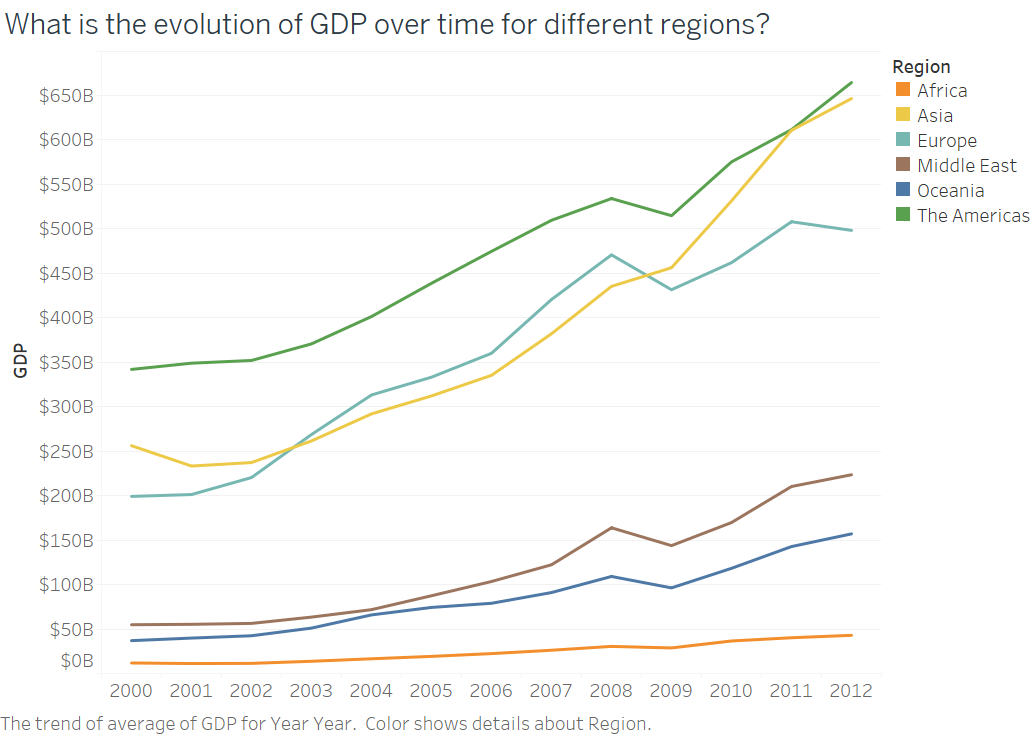 What is the evolution of GDP over time for different regions?
Region
Africa
Asia
Europe
Middle East
Oceania
The Americas
$650B
$600B
$550B
$500B
$450B
$400B
$350B
$300B
$250B
$200B
$150B
$100B
$50B
$0B
GDP
2000 2001 2002 2003 2004 2005 2006 2007 2008 2009 2010 2011 2012
The trend of average of GDP for Year Year.  Color shows details about Region.